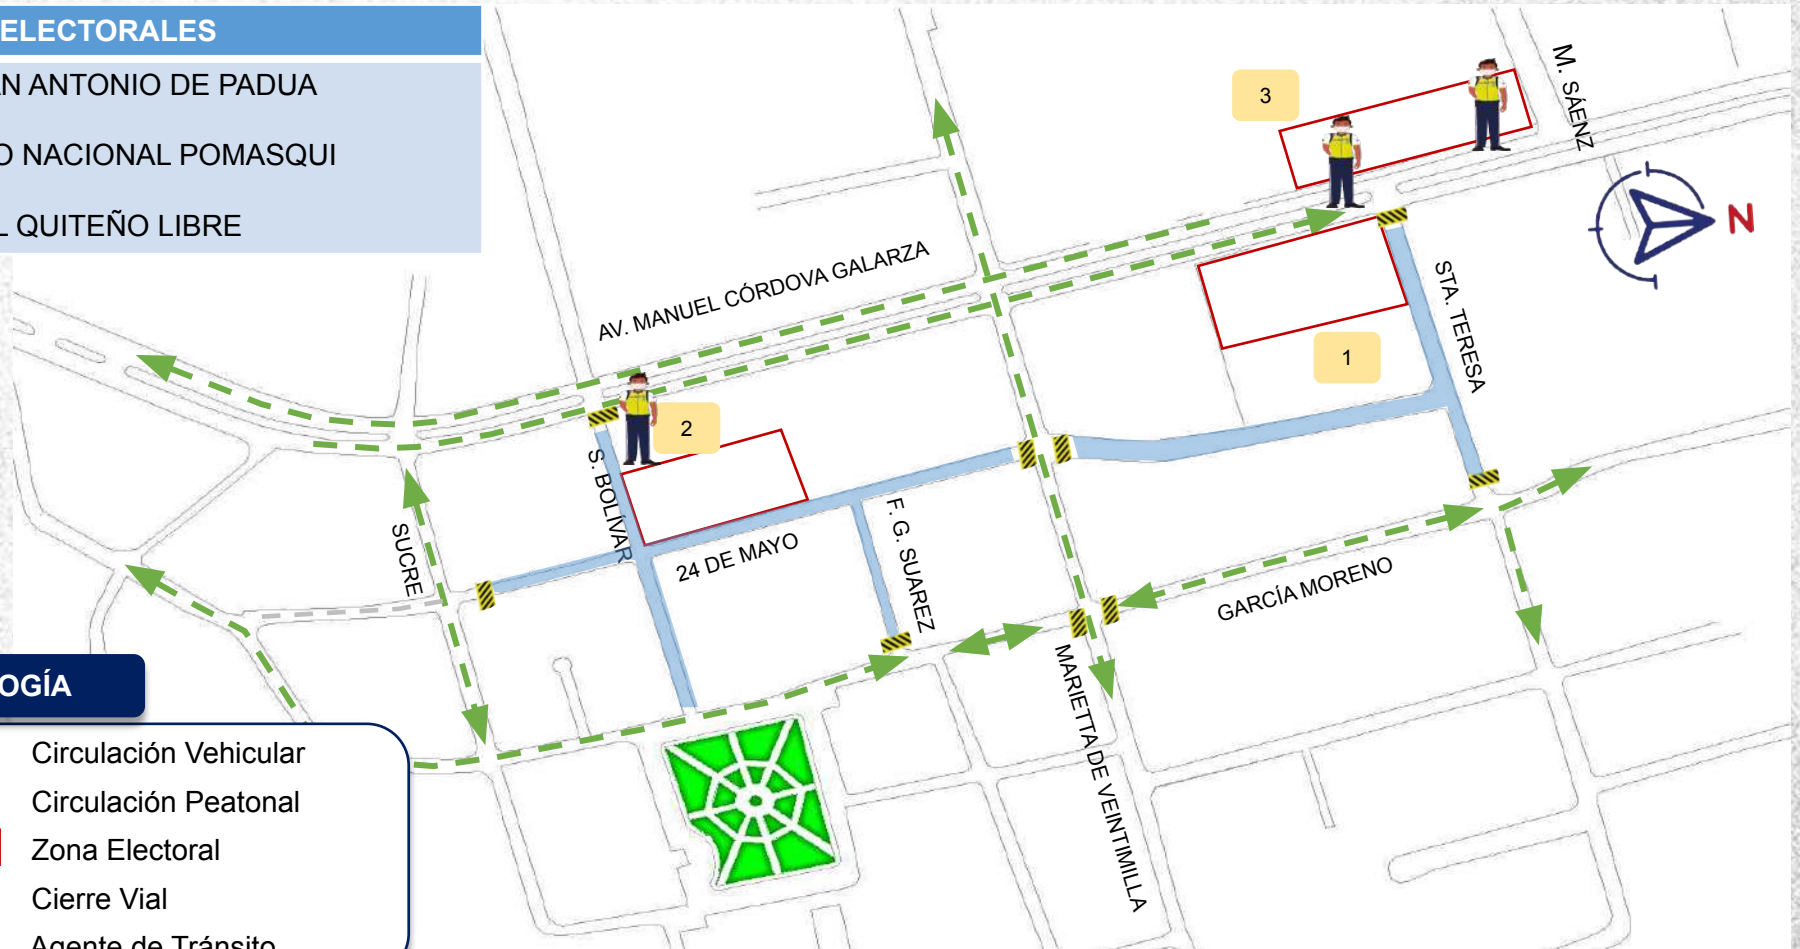 ELECTORALES
AN ANTONIO DE PADUA
O NACIONAL POMASQUI
L QUITEÑO LIBRE
3
M. SÁENZ
N
AV. MANUEL CÓRDOVA GALARZA
STA. TERESA
1
2
S. BOLÍVAR
SUCRE
24 DE MAYO
F. G. SUAREZ
GARCÍA MORENO
MARIETTA DE VEINTIMILLA
OGÍA
Circulación Vehicular
Circulación Peatonal
Zona Electoral
Cierre Vial
Agente de Tránsito